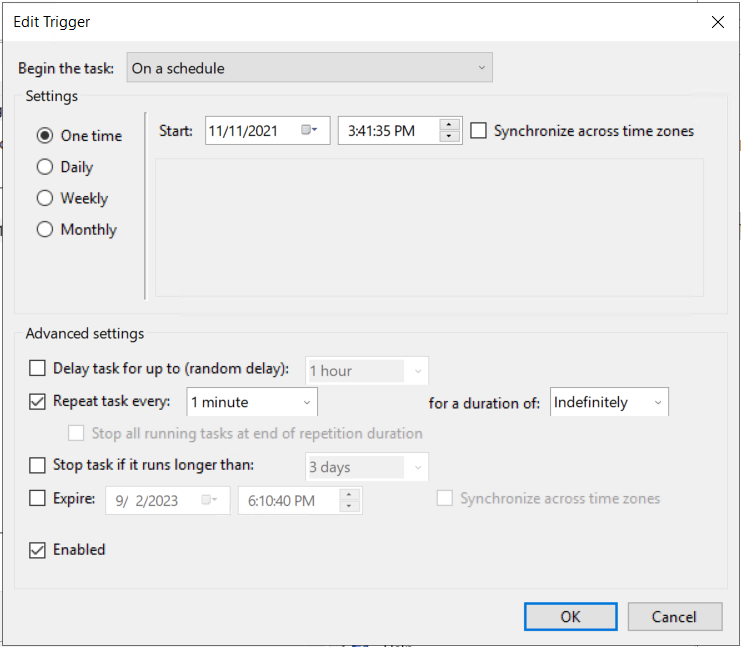 Edit Trigger
Begin the task: On a schedule
Settings
One time
Start: 11/11/2021 3:41:35 PM Synchronize across time zones
Daily
Weekly
Monthly
Advanced settings
Delay task for up to (random delay): 1 hour
Repeat task every: 1 minute for a duration of: Indefinitely
Stop all running tasks at end of repetition duration
Stop task if it runs longer than: 3 days
Expire: 9/ 2/2023 6:10:40 PM Synchronize across time zones
Enabled
OK Cancel